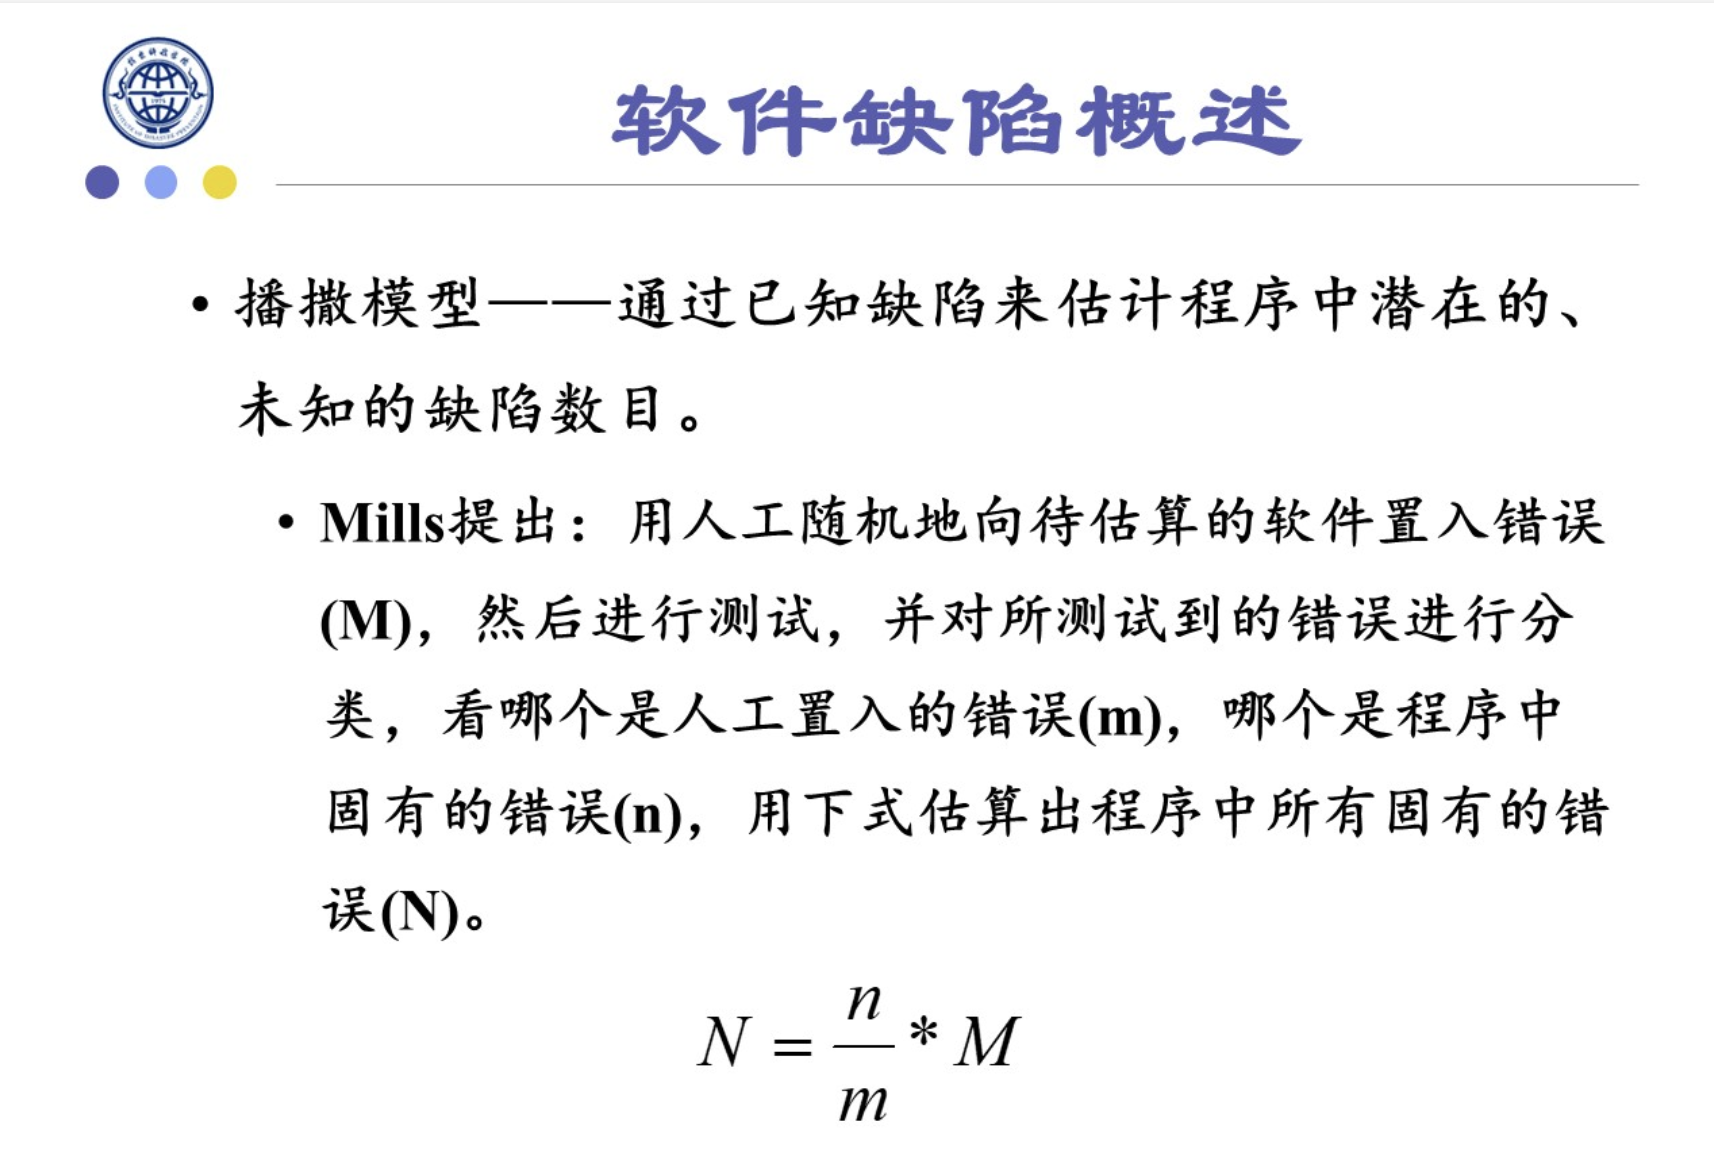 软件缺陷概述
• 播撒模型——通过已知缺陷来估计程序中潜在的、
未知的缺陷数目。
• Mills提出：用人工随机地向待估算的软件置入错误
(M)，然后进行测试，并对所测试到的错误进行分
类，看哪个是人工置入的错误(m)，哪个是程序中
固有的错误(n)，用下式估算出程序中所有固有的错
误(N)。
N = n/m * M